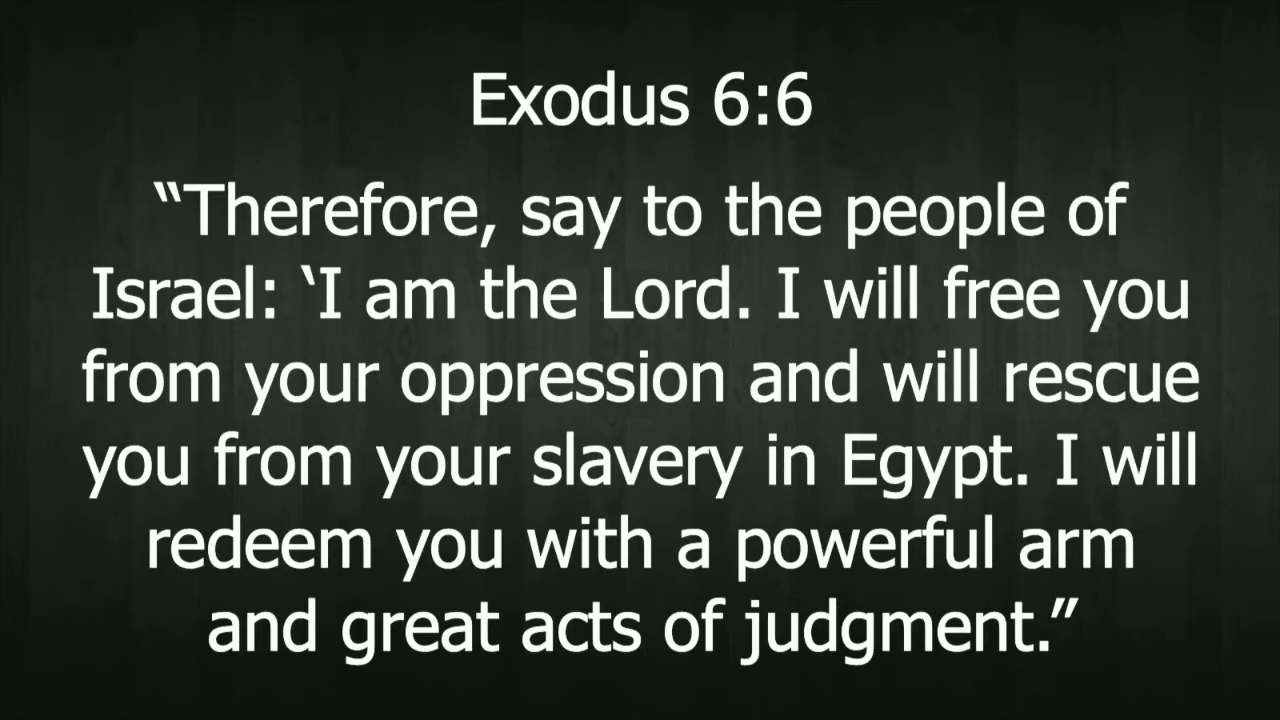 Exodus 6:6
“Therefore, say to the people of
Israel: ‘I am the Lord. I will free you
from your oppression and will rescue
you from your slavery in Egypt. I will
redeem you with a powerful arm
and great acts of judgment.”